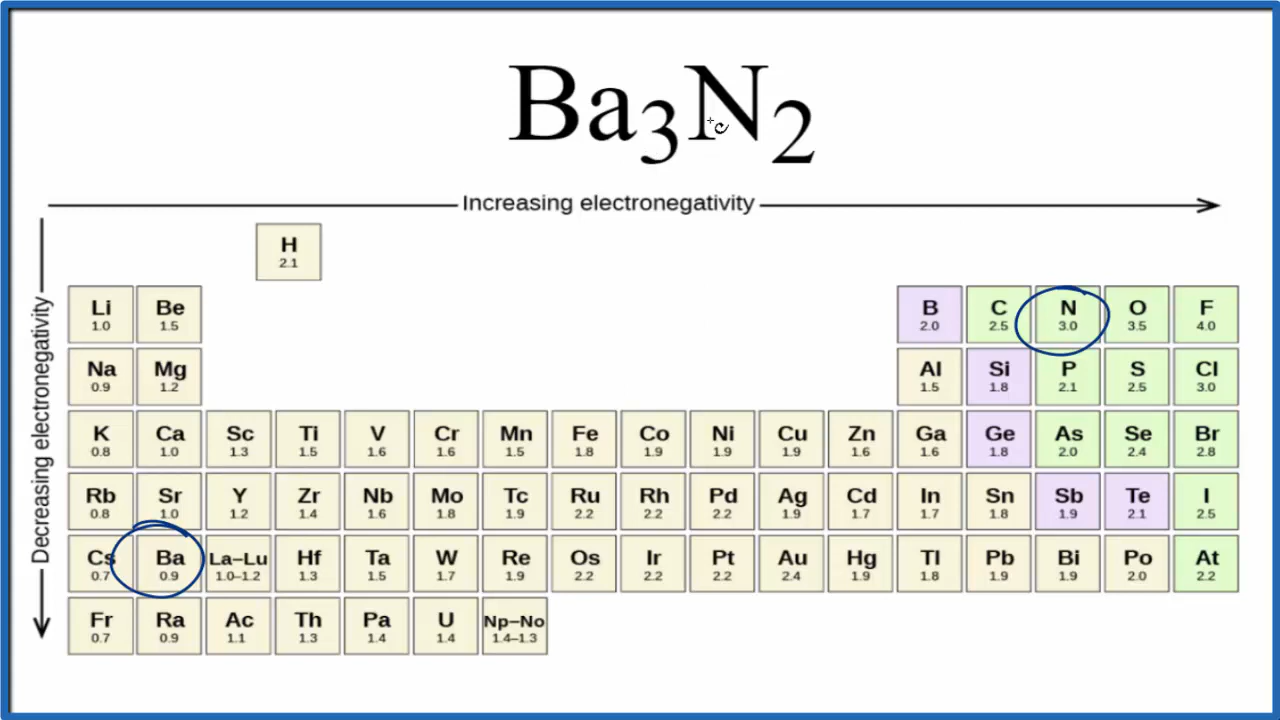 Ba3N2
Increasing electronegativity
Decreasing electronegativity
H
2.1
Li Be B C N O F
1.0 1.5 2.0 2.5 3.0 3.5 4.0
Na Mg Al Si P S Cl
0.9 1.2 1.5 1.8 2.1 2.5 3.0
K Ca Sc Ti V Cr Mn Fe Co Ni Cu Zn Ga Ge As Se Br
0.8 1.0 1.3 1.5 1.6 1.6 1.5 1.8 1.9 1.9 1.9 1.6 1.6 1.8 2.0 2.4 2.8
Rb Sr Y Zr Nb Mo Tc Ru Rh Pd Ag Cd In Sn Sb Te I
0.8 1.0 1.2 1.4 1.6 1.8 1.9 2.2 2.2 2.2 1.9 1.7 1.7 1.8 1.9 2.1 2.5
Cs Ba La–Lu Hf Ta W Re Os Ir Pt Au Hg Tl Pb Bi Po At
0.7 0.9 1.0–1.2 1.3 1.5 1.7 1.9 2.2 2.2 2.2 2.4 1.9 1.8 1.9 1.9 2.0 2.2
Fr Ra Ac Th Pa U Np–No
0.7 0.9 1.1 1.3 1.4 1.4 1.4–1.3